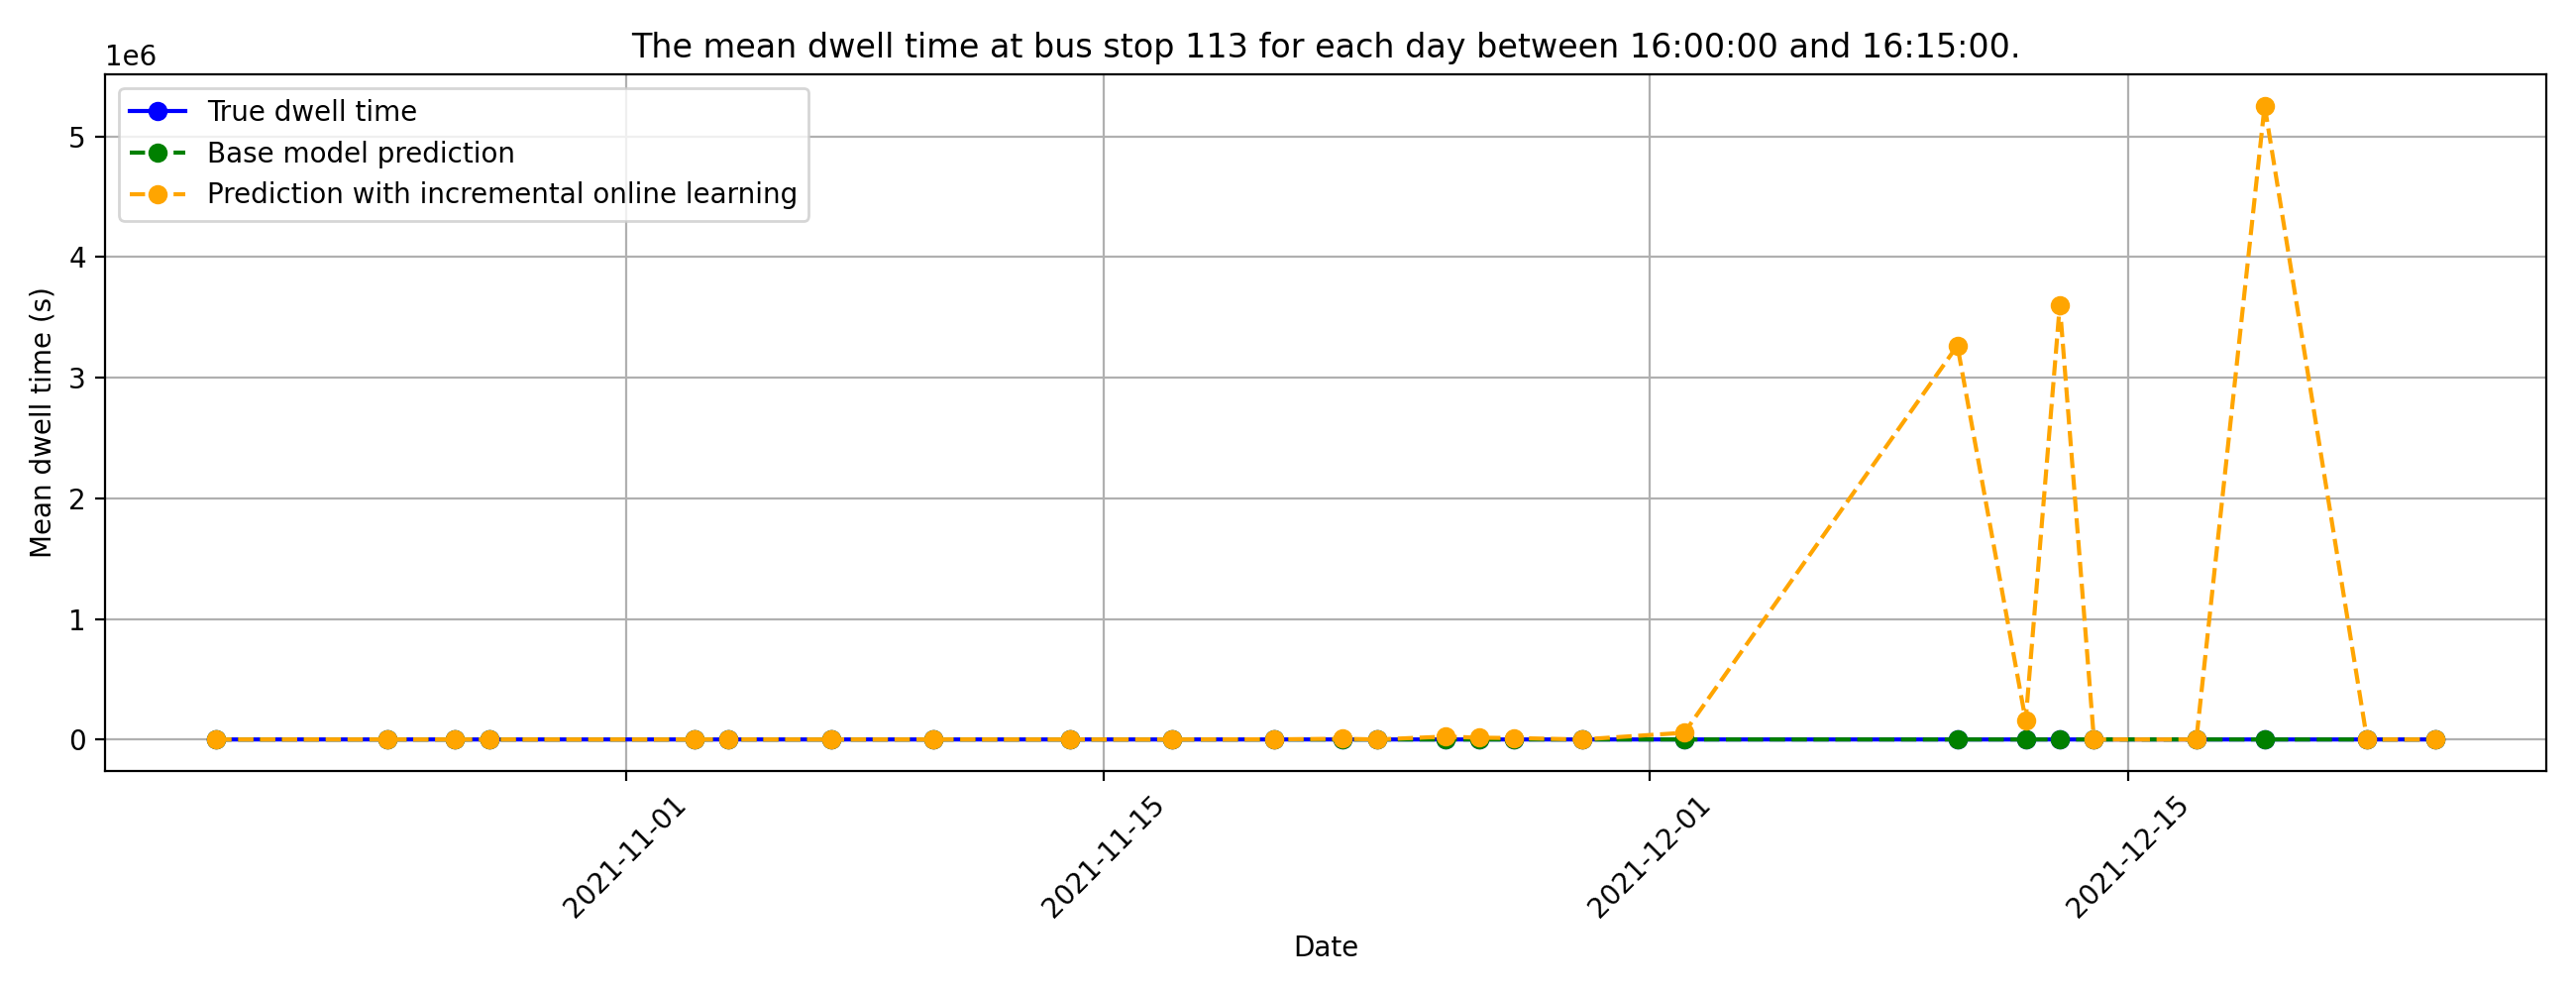 The mean dwell time at bus stop 113 for each day between 16:00:00 and 16:15:00.
1e6
True dwell time
Base model prediction
Prediction with incremental online learning
5
4
3
2
1
0
Mean dwell time (s)
2021-11-01
2021-11-15
2021-12-01
2021-12-15
Date